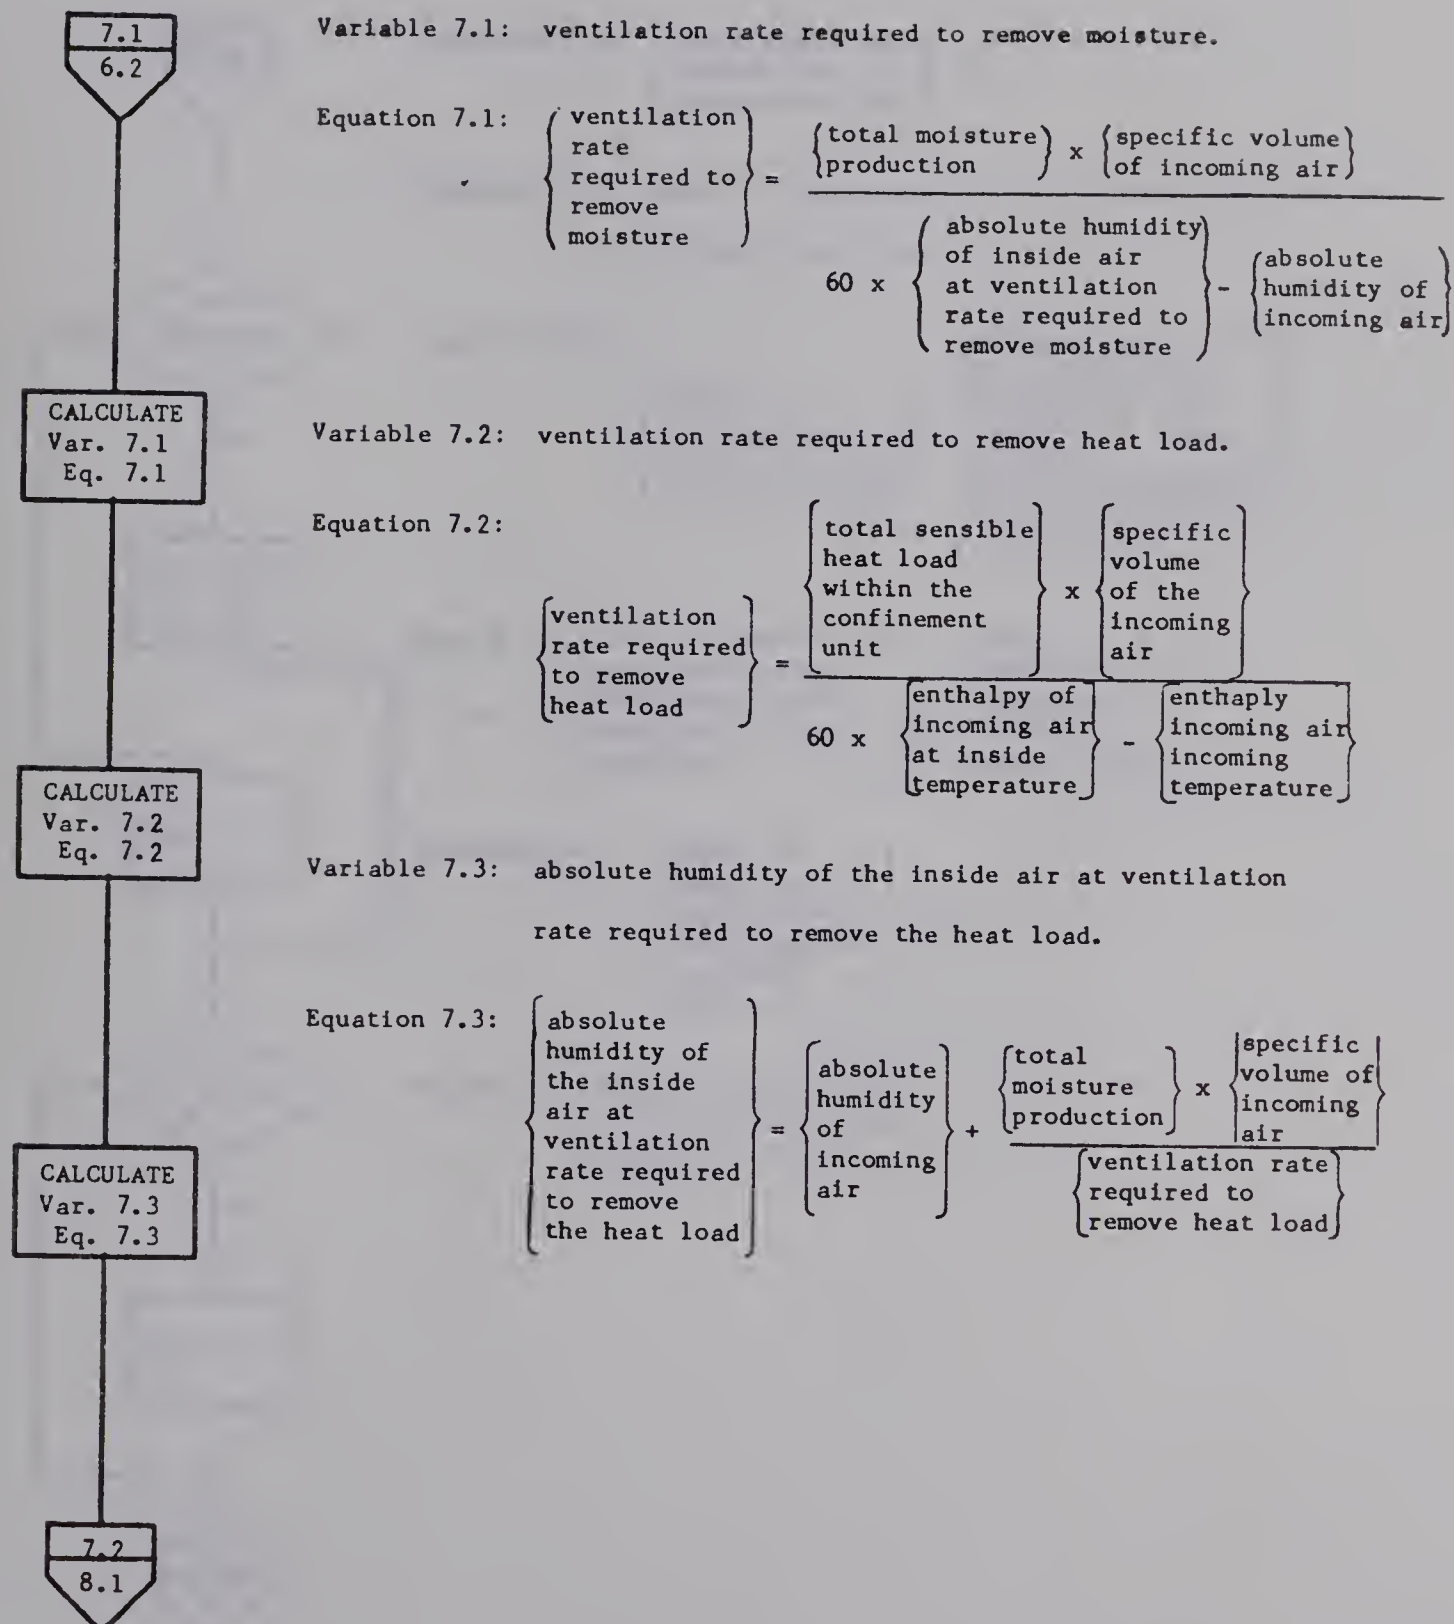 7.1
6.2
Variable 7.1: ventilation rate required to remove moisture.
Equation 7.1:
ventilation
rate
required to
remove
moisture
=
total moisture
production
x
specific volume
of incoming air
60 x
absolute humidity
of inside air
at ventilation
rate required to
remove moisture
-
absolute
humidity of
incoming air
CALCULATE
Var. 7.1
Eq. 7.1
Variable 7.2: ventilation rate required to remove heat load.
Equation 7.2:
ventilation
rate required
to remove
heat load
=
total sensible
heat load
within the
confinement
unit
x
specific
volume
of the
incoming
air
60 x
enthalpy of
incoming air
at inside
temperature
-
enthaply
incoming air
incoming
temperature
CALCULATE
Var. 7.2
Eq. 7.2
Variable 7.3: absolute humidity of the inside air at ventilation
rate required to remove the heat load.
Equation 7.3:
absolute
humidity of
the inside
air at
ventilation
rate required
to remove
the heat load
=
absolute
humidity
of
incoming
air
+
total
moisture
production
x
specific
volume of
incoming
air
ventilation rate
required to
remove heat load
CALCULATE
Var. 7.3
Eq. 7.3
7.2
8.1